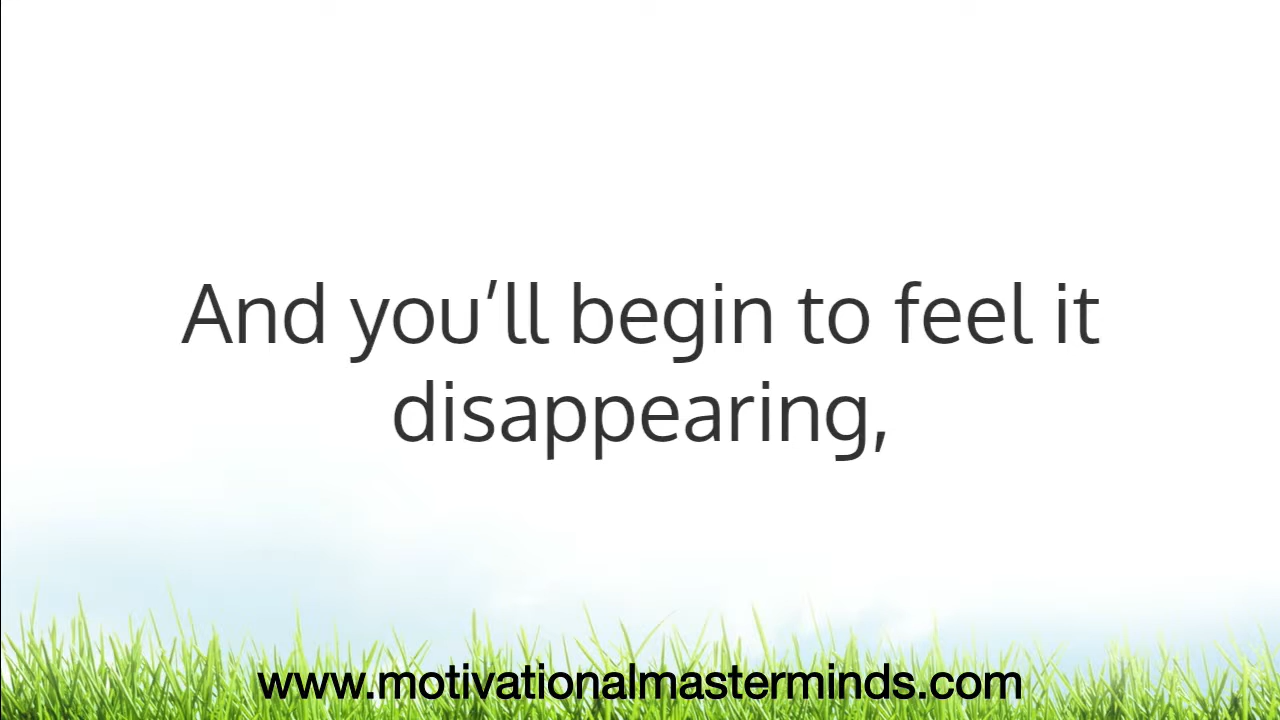 And you’ll begin to feel it
disappearing,
www.motivationalmasterminds.com